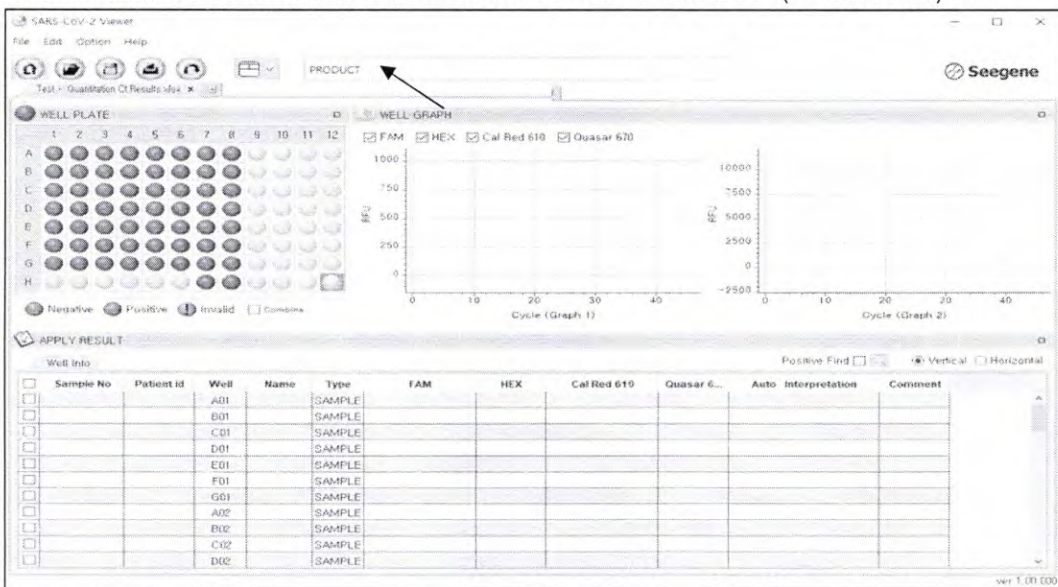 SARS-CoV-2 Viewer
File Edit Option Help
PRODUCT
Seegene
Test - Quantitation Ct Results.xlsx ×
WELL PLATE
1 2 3 4 5 6 7 8 9 10 11 12
A
B
C
D
E
F
G
H
Negative Positive Invalid Combine
WELL GRAPH
FAM HEX Cal Red 610 Quasar 670
1000
750
500
250
0
RFU
0 10 20 30 40
Cycle (Graph 1)
10000
7500
5000
2500
0
-2500
RFU
0 10 20 30 40
Cycle (Graph 2)
APPLY RESULT
Well Info
Positive Find Vertical Horizontal
Sample No Patient id Well Name Type FAM HEX Cal Red 610 Quasar 6... Auto Interpretation Comment
A01 SAMPLE
B01 SAMPLE
C01 SAMPLE
D01 SAMPLE
E01 SAMPLE
F01 SAMPLE
G01 SAMPLE
A02 SAMPLE
B02 SAMPLE
C02 SAMPLE
D02 SAMPLE